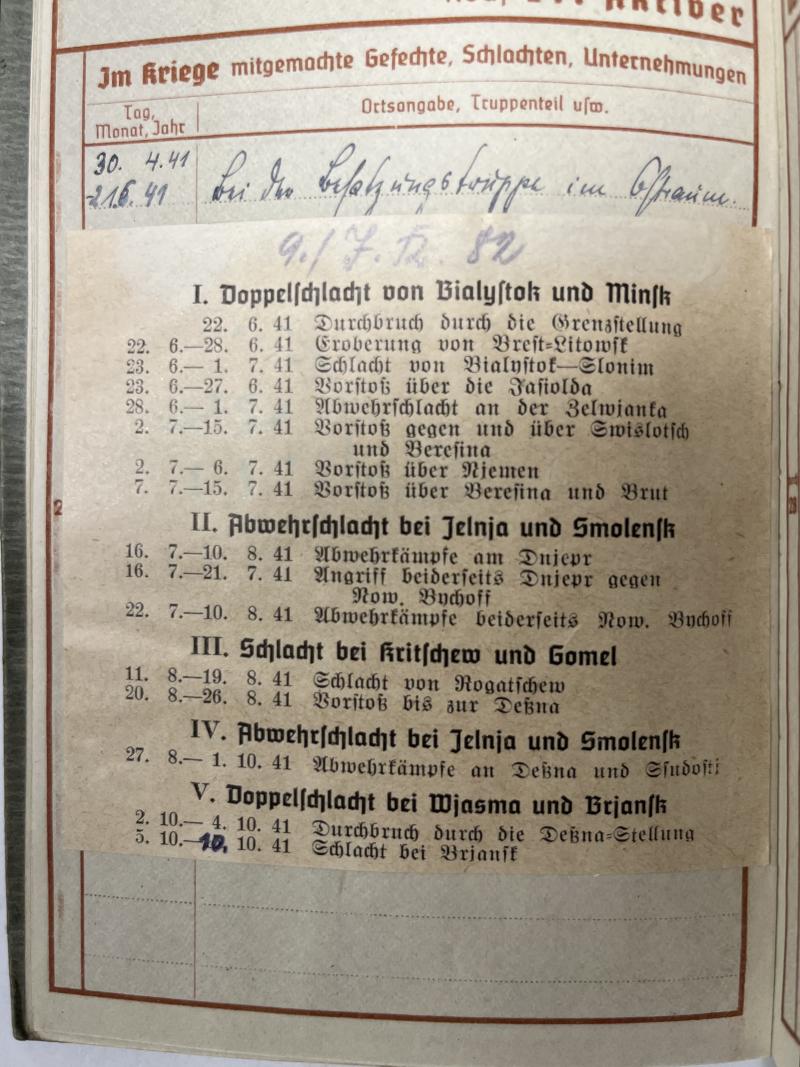 Im Kriege mitgemachte Gefechte, Schlachten, Unternehmungen
Tag, Monat, Jahr
Ortsangabe, Truppenteil usw.
30. 4.41
21.6.41 Bei der Besatzungstruppe im Ostraum.
I. Doppelschlacht von Bialystok und Minsk
22. 6. 41 Durchbruch durch die Grenzstellung
22. 6.—28. 6. 41 Eroberung von Brest-Litowsk
23. 6.— 1. 7. 41 Schlacht von Bialystok—Slonim
23. 6.—27. 6. 41 Vorstoß über die Jasiolda
28. 6.— 1. 7. 41 Abwehrschlacht an der Zelwjanka
2. 7.—15. 7. 41 Vorstoß gegen und über Swislotsch
und Beresina
2. 7.— 6. 7. 41 Vorstoß über Njemen
7. 7.—15. 7. 41 Vorstoß über Beresina und Brut
II. Abwehrschlacht bei Jelnja und Smolensk
16. 7.—10. 8. 41 Abwehrkämpfe am Dnjepr
16. 7.—21. 7. 41 Angriff beiderseits Dnjepr gegen
Now. Bychoff
22. 7.—10. 8. 41 Abwehrkämpfe beiderseits Now. Bychoff
III. Schlacht bei Kritschew und Gomel
11. 8.—19. 8. 41 Schlacht von Rogatschew
20. 8.—26. 8. 41 Vorstoß bis zur Deßna
IV. Abwehrschlacht bei Jelnja und Smolensk
27. 8.— 1. 10. 41 Abwehrkämpfe an Deßna und Ssudosti
V. Doppelschlacht bei Wjasma und Brjansk
2. 10.— 4. 10. 41 Durchbruch durch die Deßna-Stellung
5. 10.—10. 10. 41 Schlacht bei Brjansk